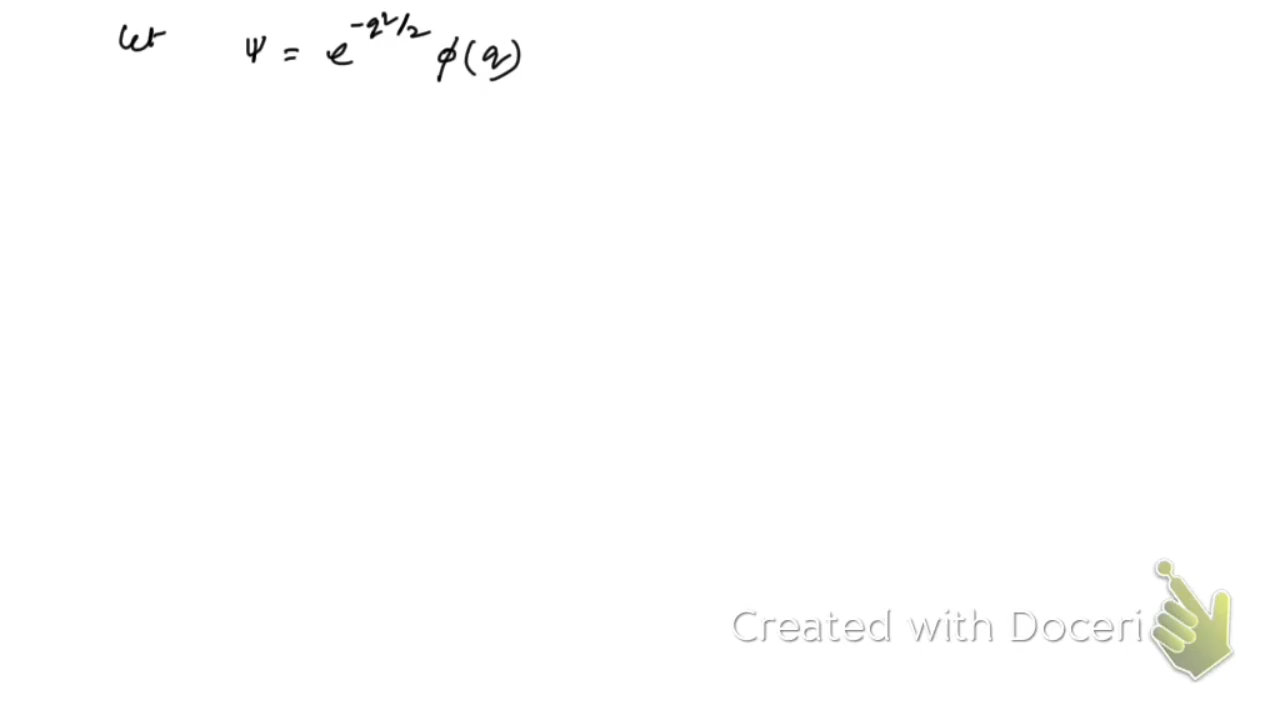 Let ψ = e^{-q²/2} φ(q)
Created with Doceri